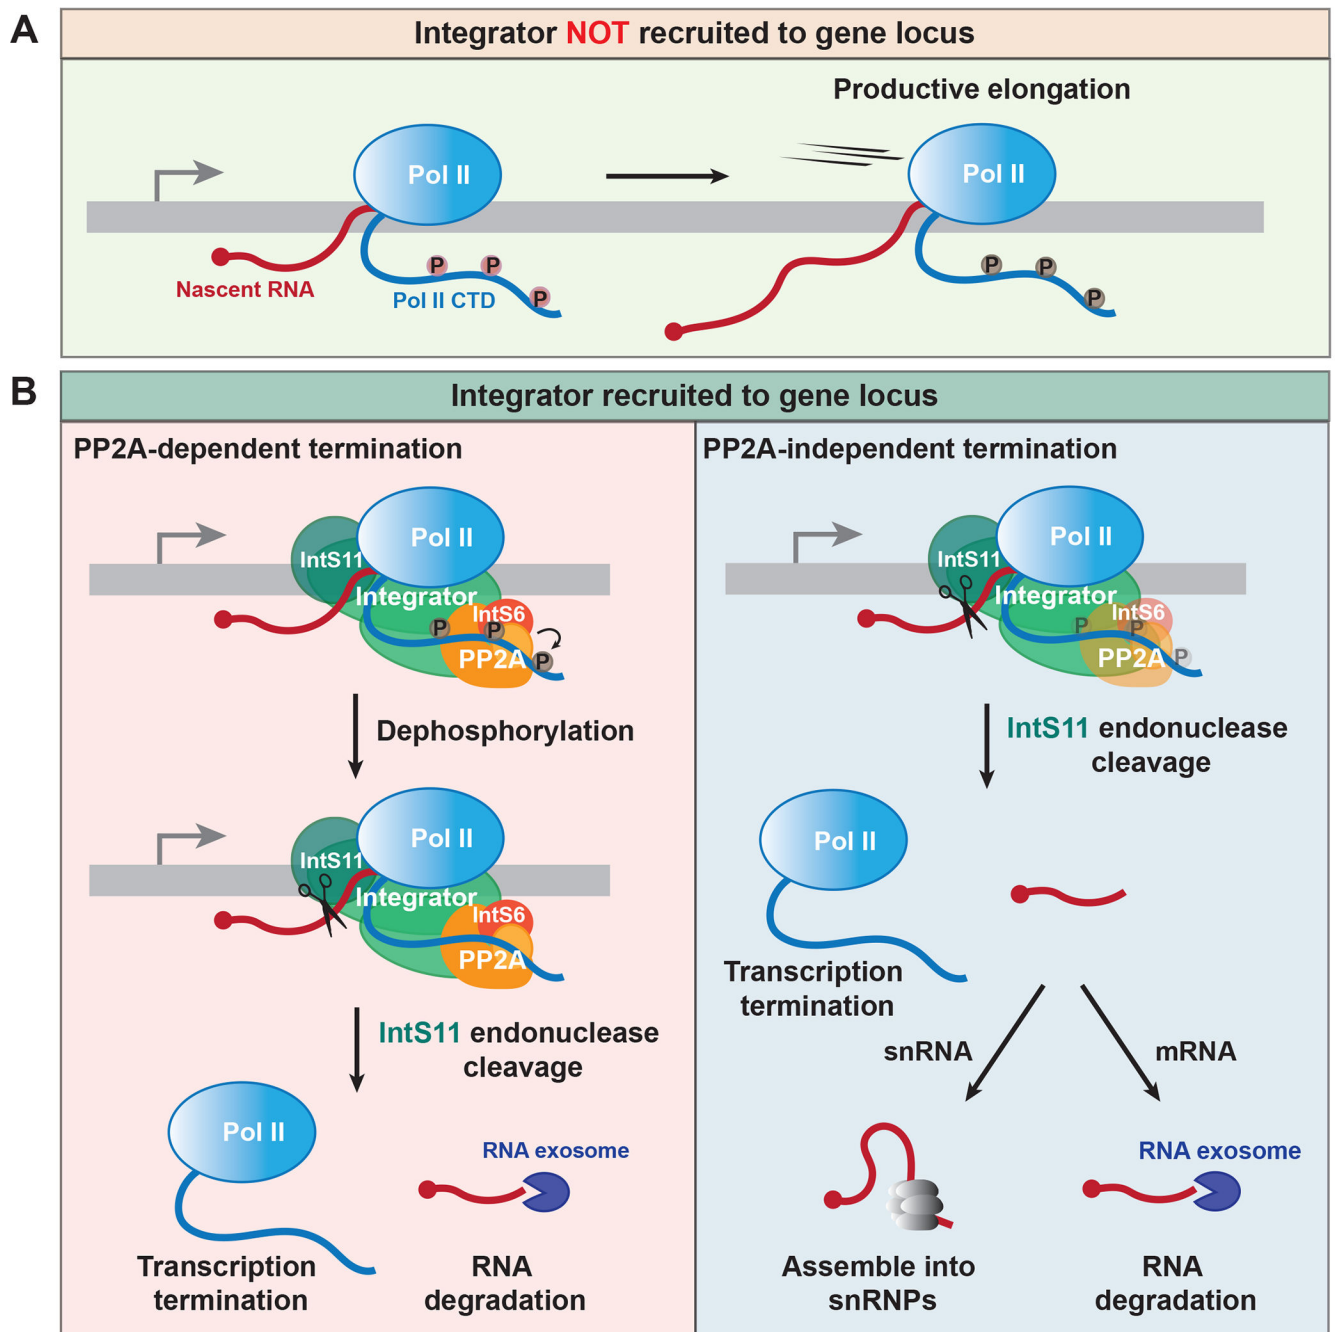 A
Integrator NOT recruited to gene locus
Productive elongation
Pol II
Pol II
Nascent RNA
P
P
P
Pol II CTD
P
P
P
B
Integrator recruited to gene locus
PP2A-dependent termination
Pol II
IntS11
Integrator
IntS6
P
P
P
PP2A
Dephosphorylation
Pol II
IntS11
Integrator
IntS6
PP2A
IntS11 endonuclease
cleavage
Pol II
RNA exosome
Transcription
termination
RNA
degradation
PP2A-independent termination
Pol II
IntS11
Integrator
IntS6
P
P
P
PP2A
IntS11 endonuclease
cleavage
Pol II
Transcription
termination
snRNA
mRNA
RNA exosome
Assemble into
snRNPs
RNA
degradation